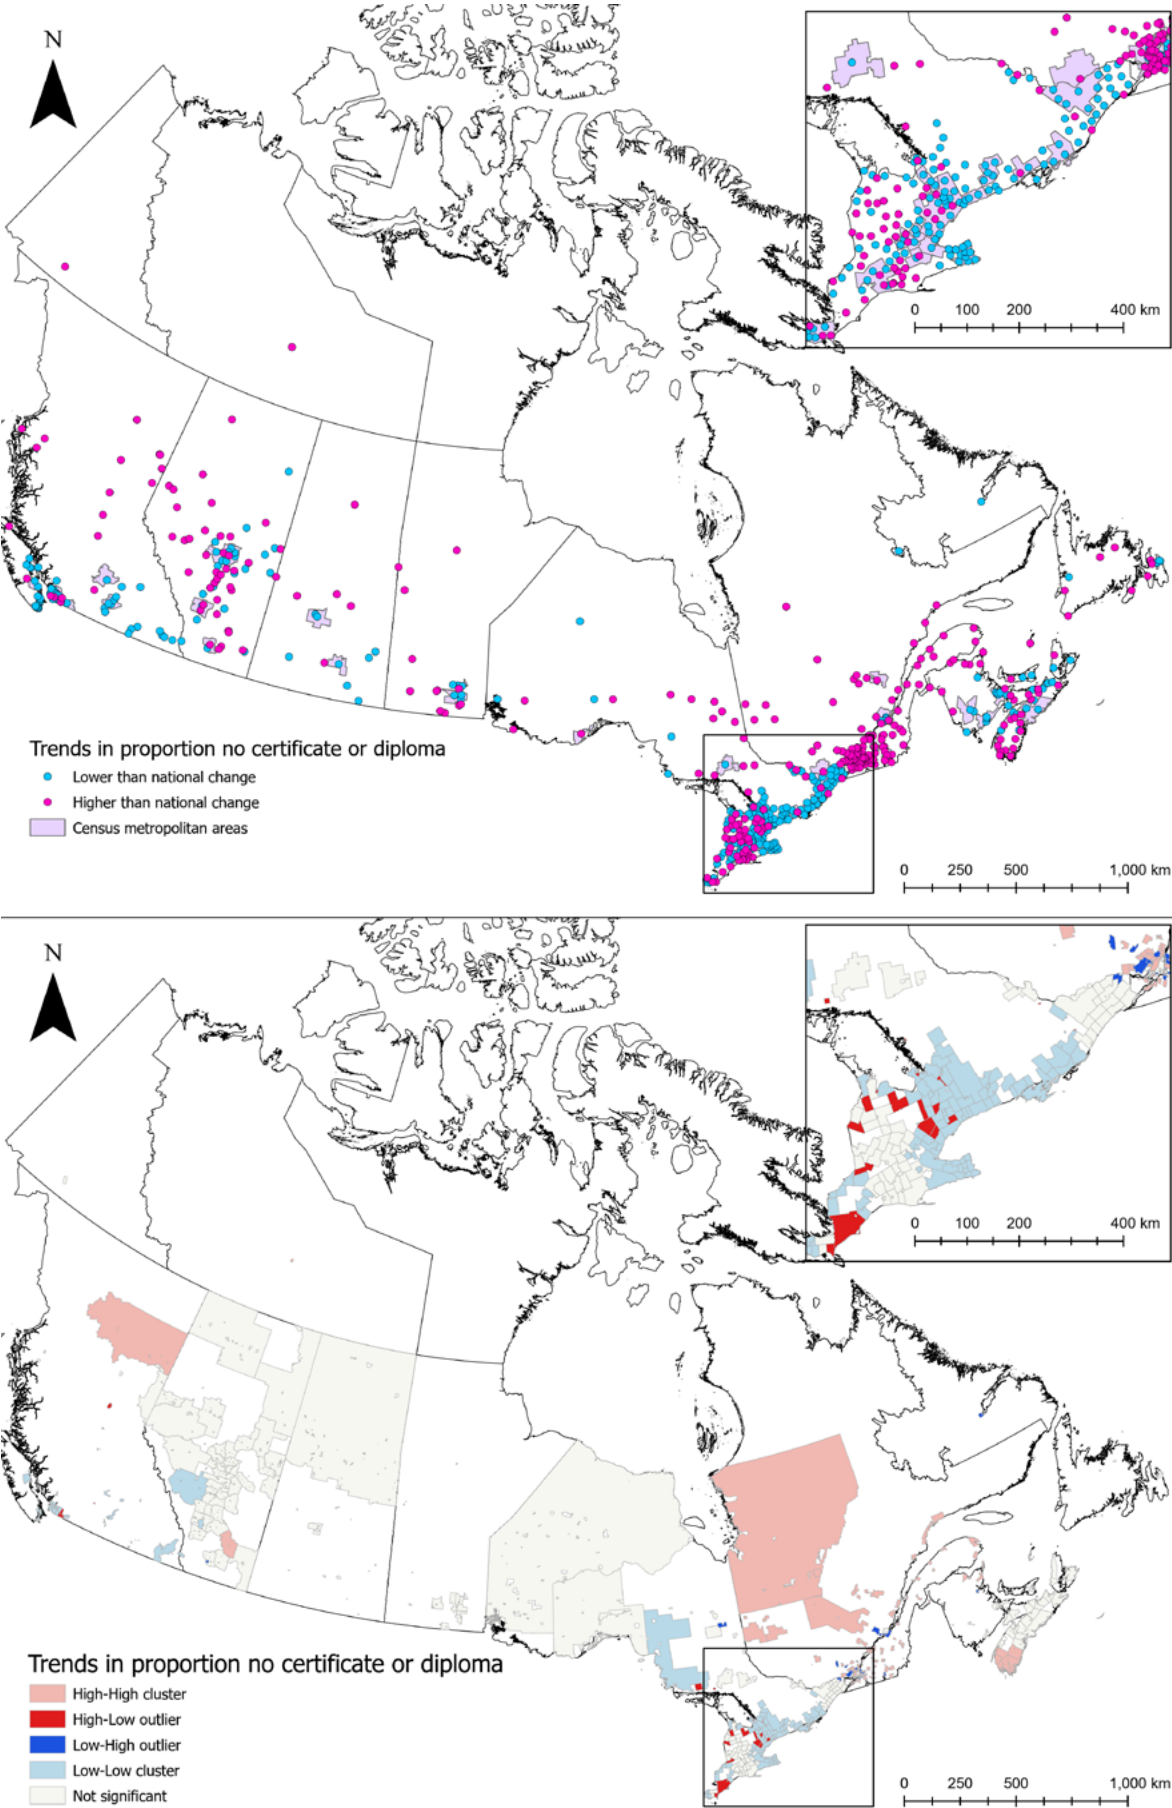 N
0 100 200 400 km
Trends in proportion no certificate or diploma
Lower than national change
Higher than national change
Census metropolitan areas
0 250 500 1,000 km
N
0 100 200 400 km
Trends in proportion no certificate or diploma
High-High cluster
High-Low outlier
Low-High outlier
Low-Low cluster
Not significant
0 250 500 1,000 km